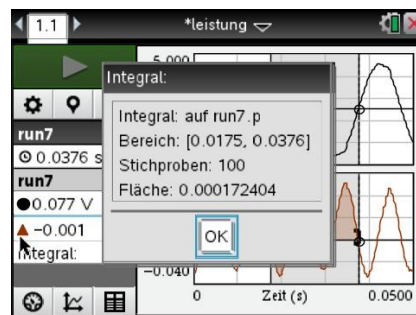 1.1
*leistung
5.000
Integral:
Integral: auf run7.p
Bereich: [0.0175, 0.0376]
Stichproben: 100
Fläche: 0.000172404
OK
run7
0.0376 s
run7
0.077 V
-0.001
Integral:
-0.040
0
Zeit (s)
0.0500